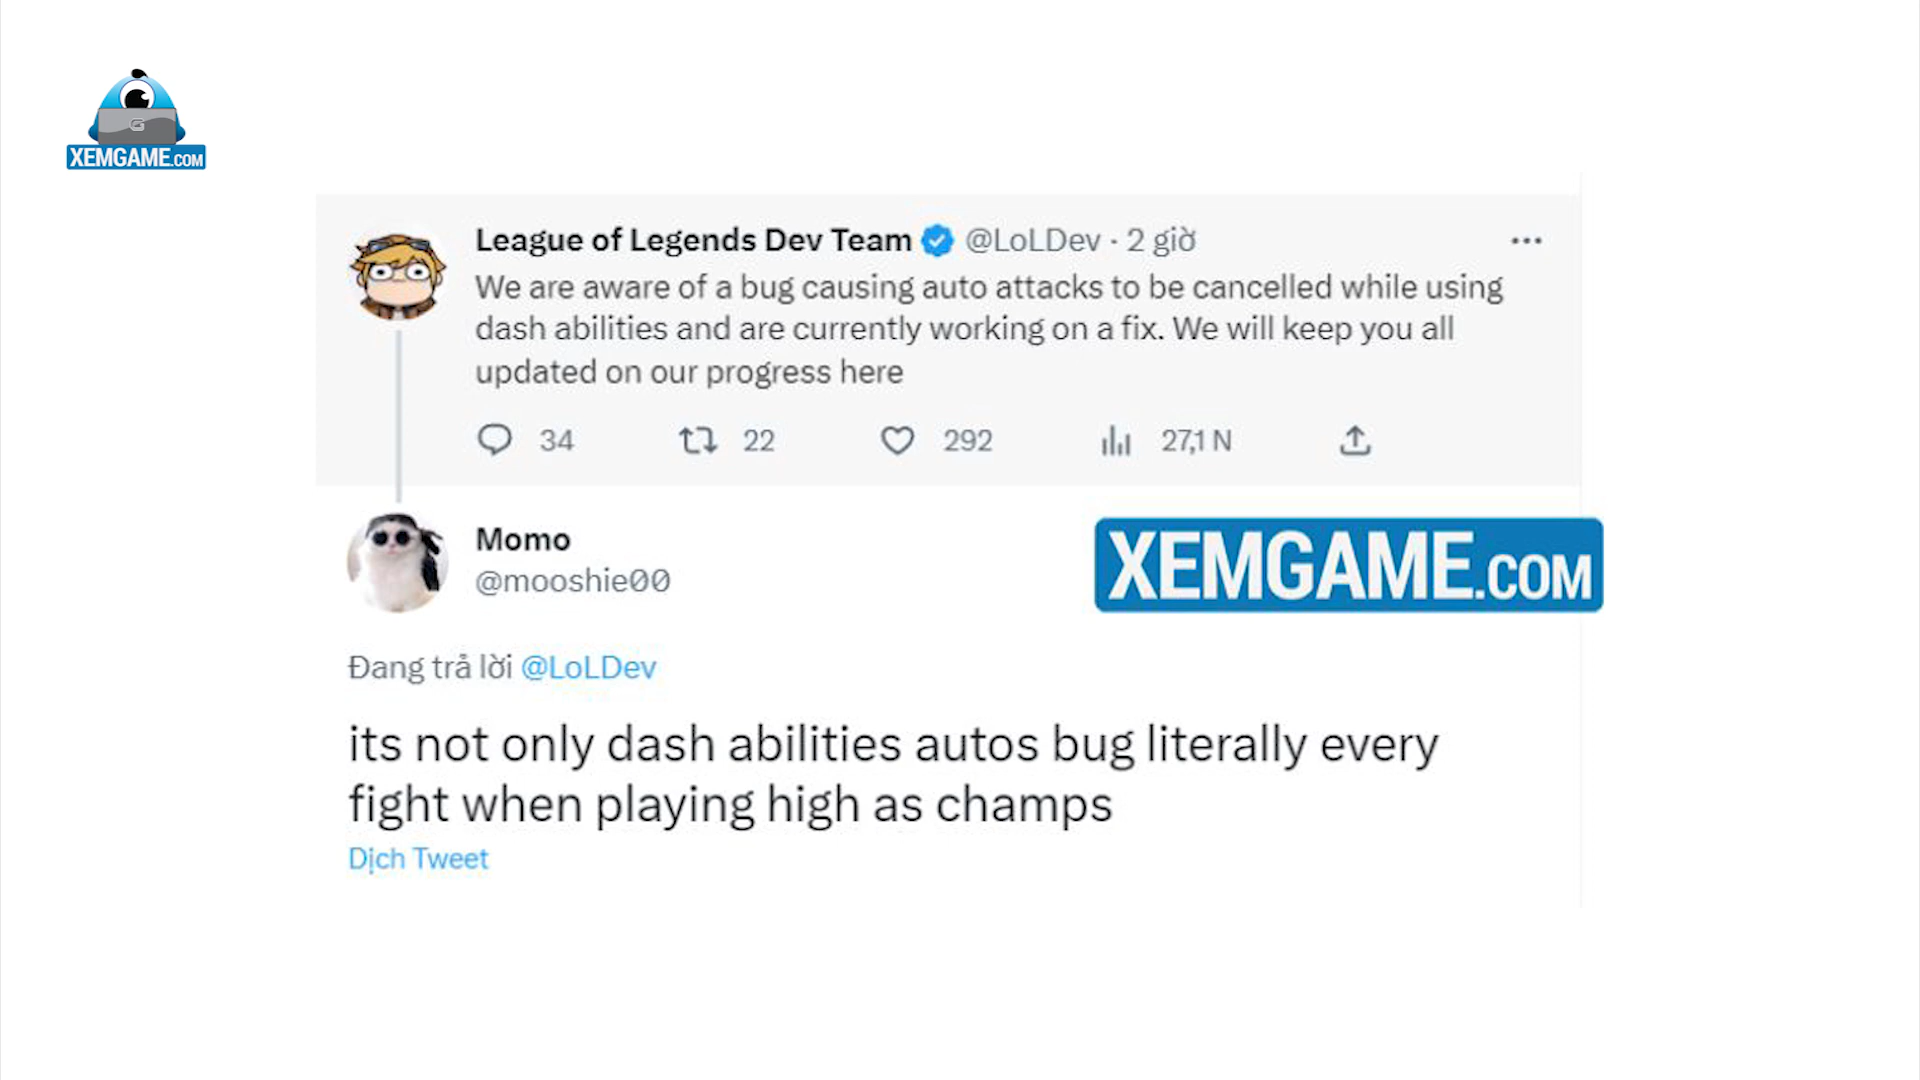 G
XEMGAME.COM
League of Legends Dev Team @LoLDev · 2 giờ
We are aware of a bug causing auto attacks to be cancelled while using
dash abilities and are currently working on a fix. We will keep you all
updated on our progress here
34 22 292 27,1 N
Momo
@mooshie00
XEMGAME.COM
Đang trả lời @LoLDev
its not only dash abilities autos bug literally every
fight when playing high as champs
Dịch Tweet